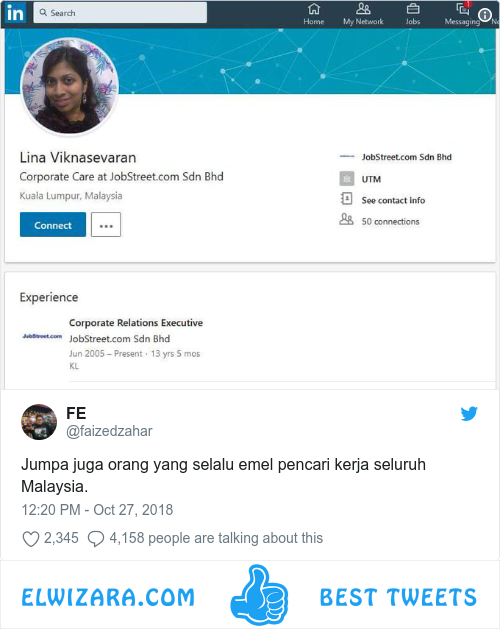 in Search
Home My Network Jobs Messaging
Lina Viknasevaran
Corporate Care at JobStreet.com Sdn Bhd
Kuala Lumpur, Malaysia
Connect
JobStreet.com Sdn Bhd
UTM
See contact info
50 connections
Experience
JobStreet.com
Corporate Relations Executive
JobStreet.com Sdn Bhd
Jun 2005 – Present · 13 yrs 5 mos
KL
FE
@faizedzahar
Jumpa juga orang yang selalu emel pencari kerja seluruh
Malaysia.
12:20 PM - Oct 27, 2018
2,345 4,158 people are talking about this
ELWIZARA.COM BEST TWEETS